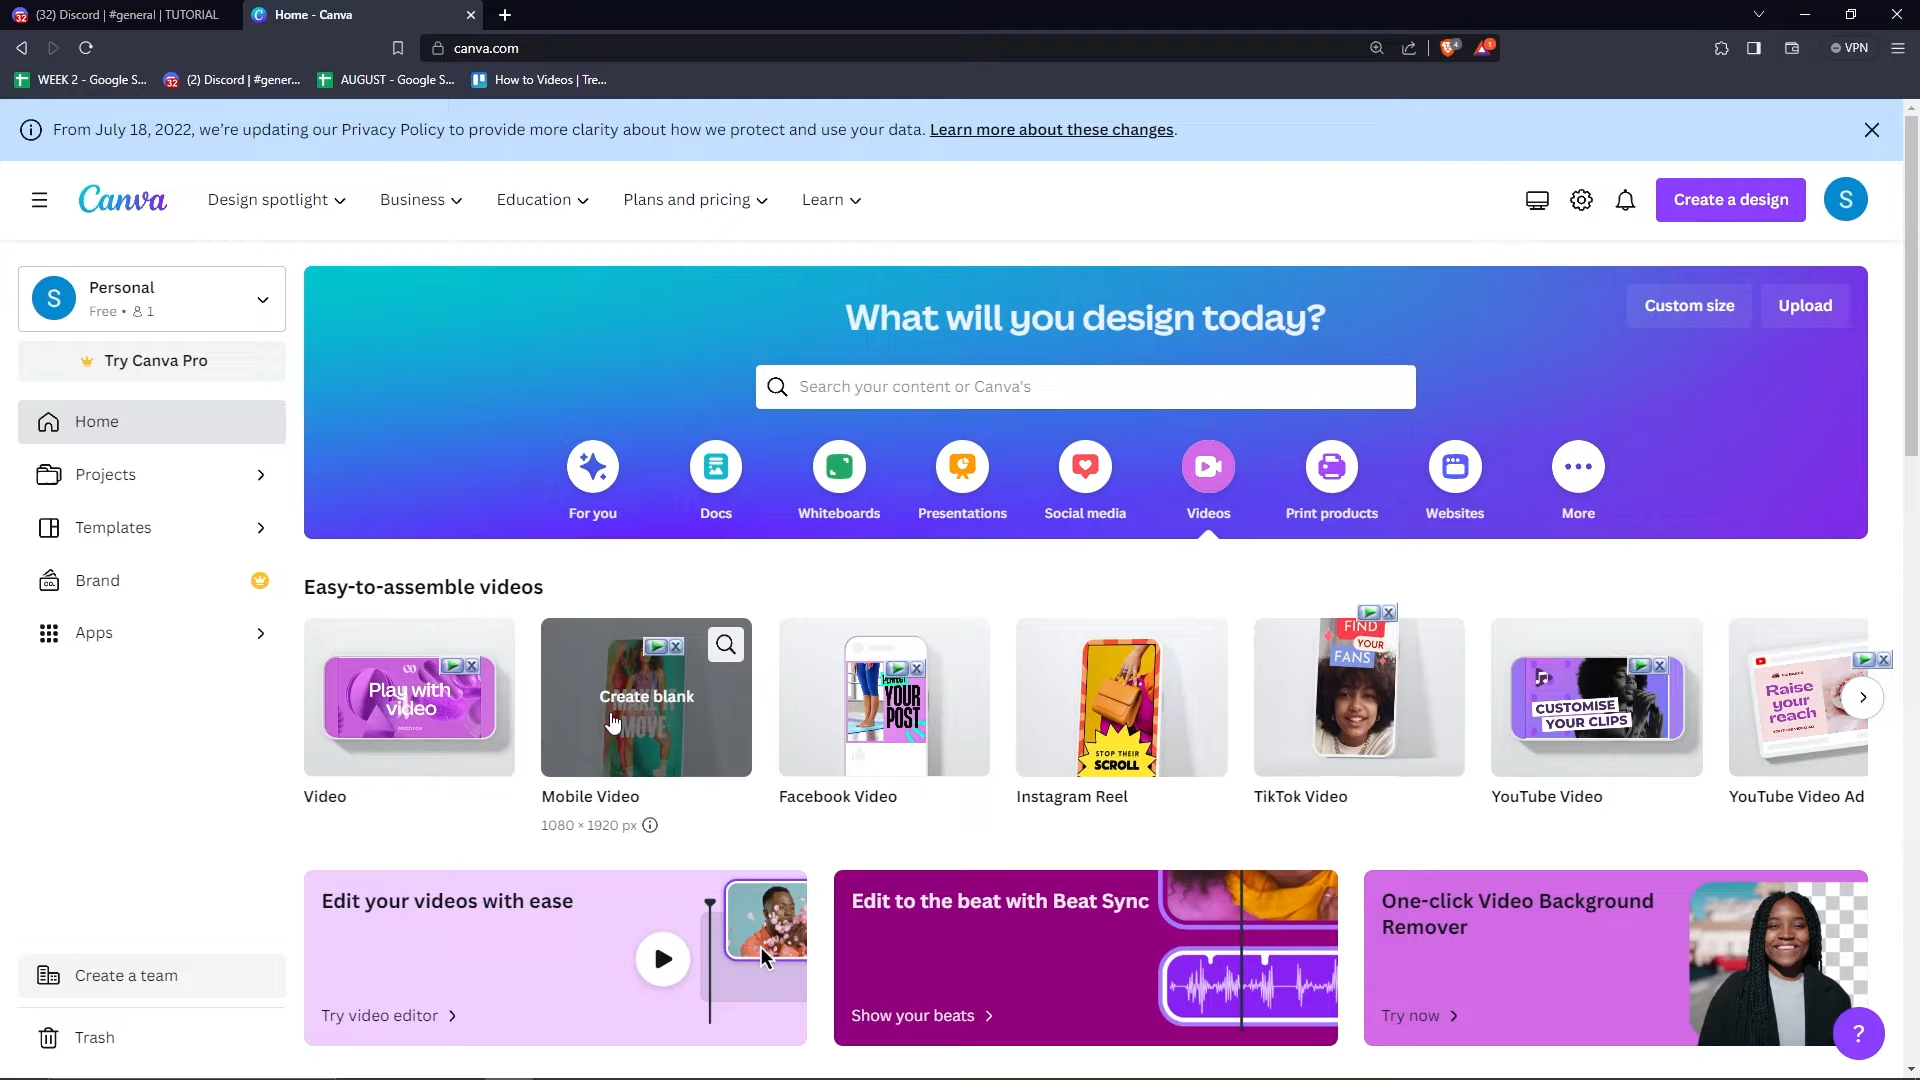 (32) Discord | #general | TUTORIAL
Home - Canva
canva.com
VPN
WEEK 2 - Google S...
(2) Discord | #gener...
AUGUST - Google S...
How to Videos | Tre...
From July 18, 2022, we're updating our Privacy Policy to provide more clarity about how we protect and use your data. Learn more about these changes.
Canva
Design spotlight
Business
Education
Plans and pricing
Learn
Create a design
S
S
Personal
Free • 1
Try Canva Pro
Home
Projects
Templates
Brand
Apps
Create a team
Trash
What will you design today?
Custom size
Upload
Search your content or Canva's
For you
Docs
Whiteboards
Presentations
Social media
Videos
Print products
Websites
More
Easy-to-assemble videos
Play with
video
Create blank
MOVE
YOUR
POST
STOP THEIR
SCROLL
FIND
YOUR
FANS
CUSTOMISE
YOUR CLIPS
Raise
your
reach
Video
Mobile Video
1080 × 1920 px
Facebook Video
Instagram Reel
TikTok Video
YouTube Video
YouTube Video Ad
Edit your videos with ease
Try video editor
Edit to the beat with Beat Sync
Show your beats
One-click Video Background
Remover
Try now
?